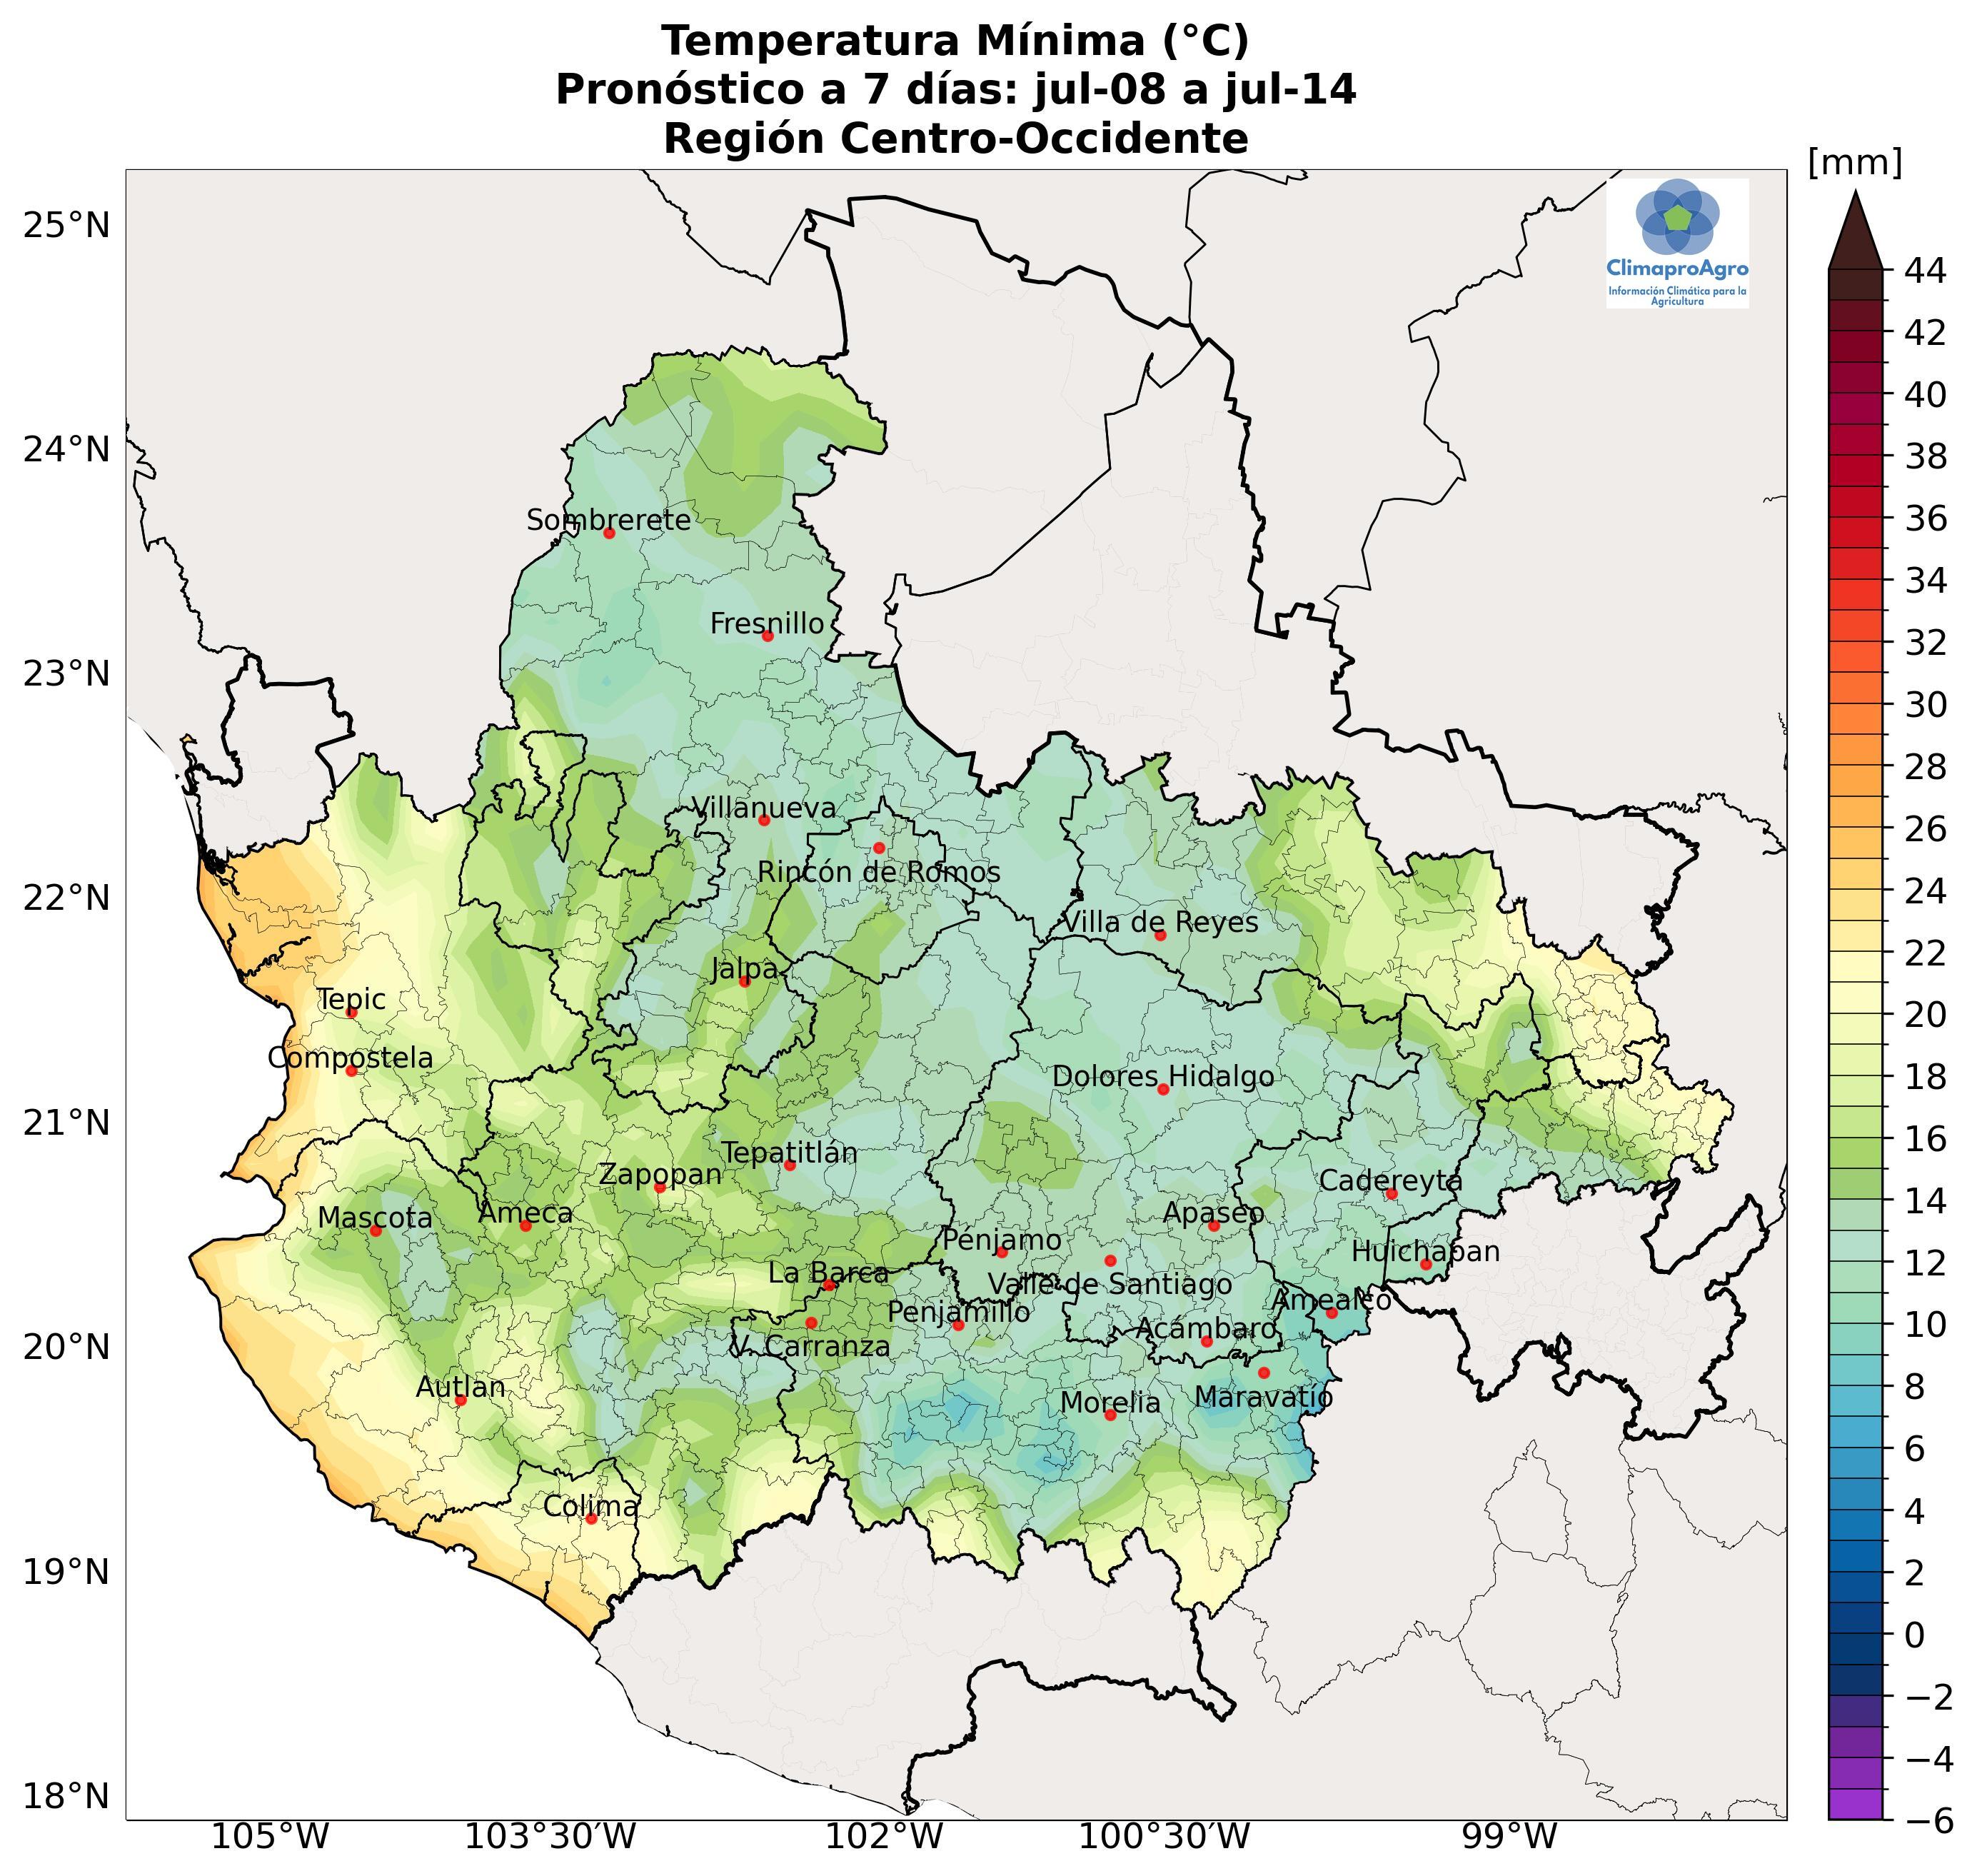 Temperatura Mínima (°C)
Pronóstico a 7 días: jul-08 a jul-14
Región Centro-Occidente
[mm]
ClimaproAgro
Información Climática para la
Agricultura
25°N
24°N
23°N
22°N
21°N
20°N
19°N
18°N
44
42
40
38
36
34
32
30
28
26
24
22
20
18
16
14
12
10
8
6
4
2
0
−2
−4
−6
Sombrerete
Fresnillo
Villanueva
Rincón de Romos
Villa de Reyes
Jalpa
Tepic
Compostela
Dolores Hidalgo
Tepatitlán
Zapopan
Cadereyta
Mascota
Ameca
Apaseo
Pénjamo
Huichapan
La Barca
Valle de Santiago
Amealco
Penjamillo
Acámbaro
V. Carranza
Autlan
Morelia
Maravatío
Colima
105°W
103°30'W
102°W
100°30'W
99°W